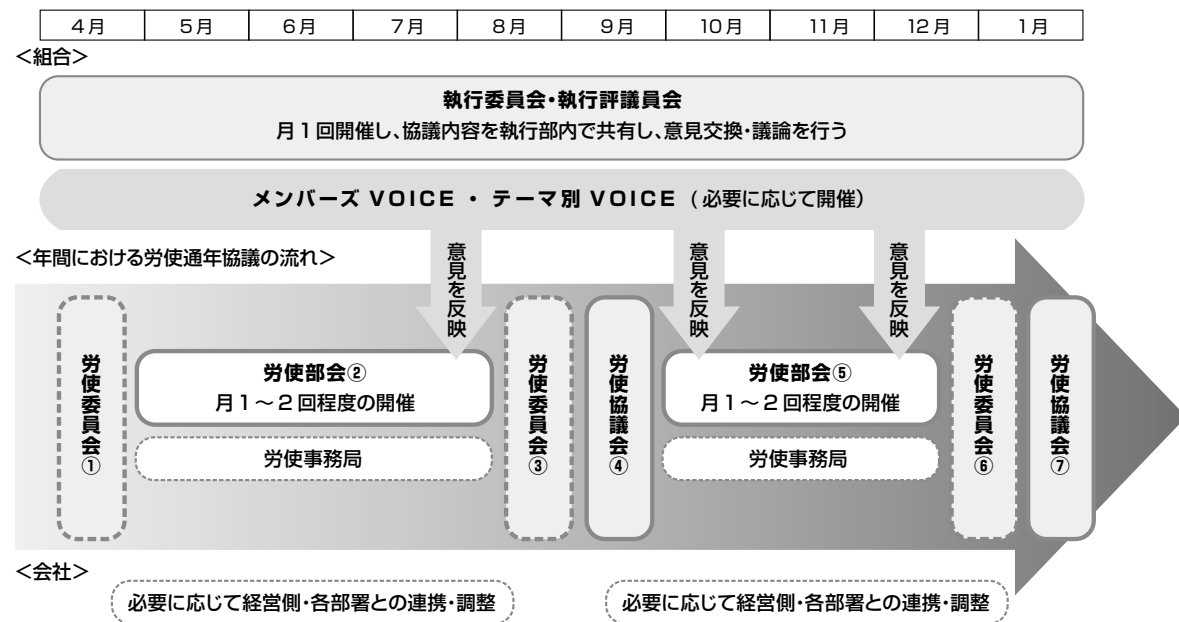 4月 5月 6月 7月 8月 9月 10月 11月 12月 1月
＜組合＞
執行委員会・執行評議員会
月1回開催し、協議内容を執行部内で共有し、意見交換・議論を行う
メンバーズ VOICE ・ テーマ別 VOICE (必要に応じて開催)
＜年間における労使通年協議の流れ＞
意見を反映
意見を反映
意見を反映
労使委員会①
労使部会②
月1～2回程度の開催
労使事務局
労使委員会③
労使協議会④
労使部会⑤
月1～2回程度の開催
労使事務局
労使委員会⑥
労使協議会⑦
＜会社＞
必要に応じて経営側・各部署との連携・調整
必要に応じて経営側・各部署との連携・調整